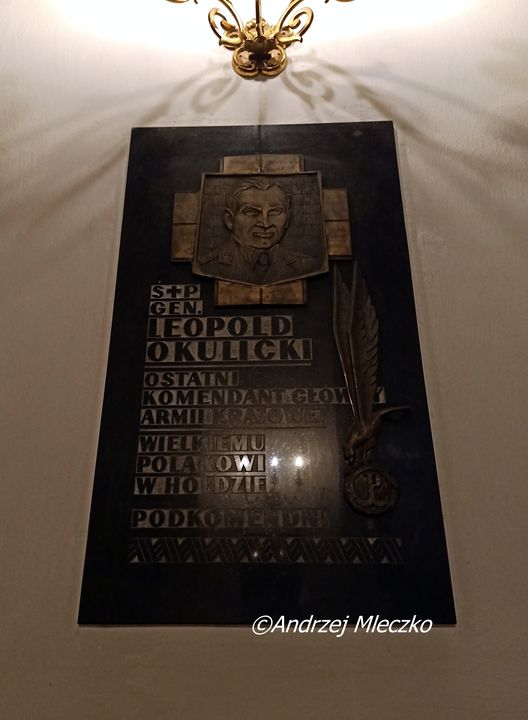 Ś+P
GEN.
LEOPOLD
OKULICKI
OSTATNI
KOMENDANT GŁÓWNY
ARMII KRAJOWEJ
WIELKIEMU
POLAKOWI
W HOŁDZIE
PODKOMENDNI
©Andrzej Mleczko